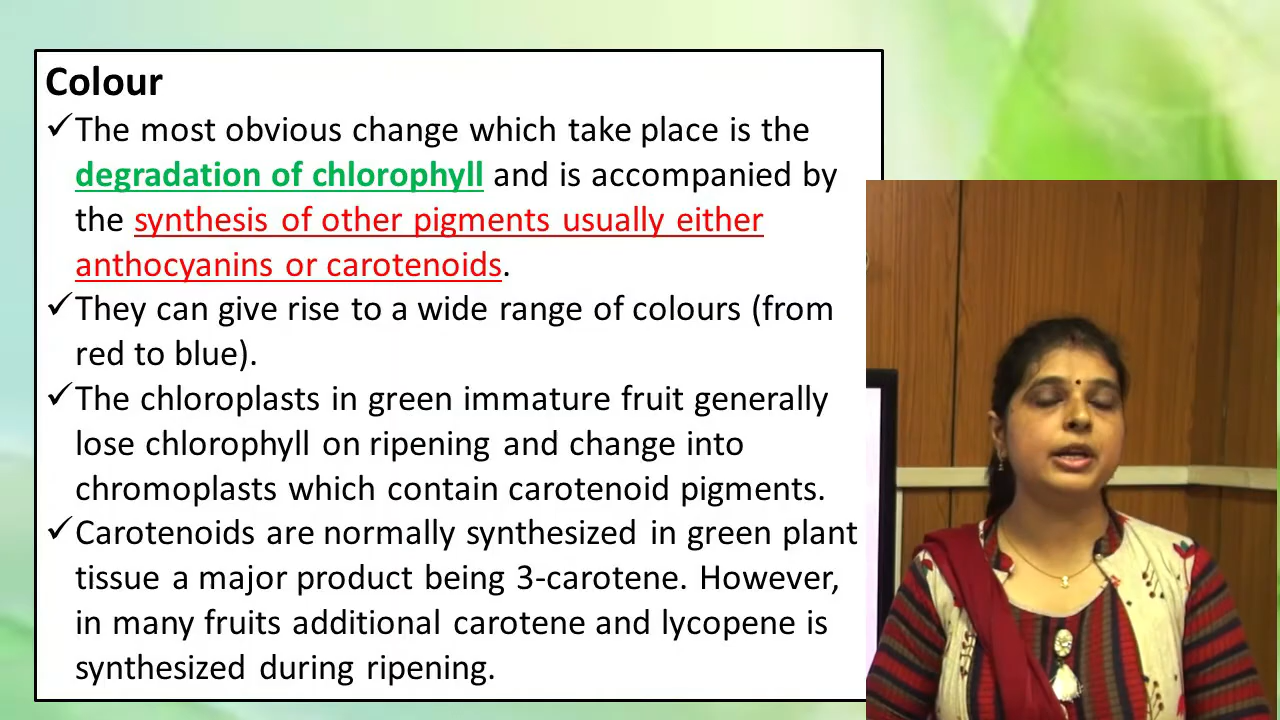 Colour
✓The most obvious change which take place is the
degradation of chlorophyll and is accompanied by
the synthesis of other pigments usually either
anthocyanins or carotenoids.
✓They can give rise to a wide range of colours (from
red to blue).
✓The chloroplasts in green immature fruit generally
lose chlorophyll on ripening and change into
chromoplasts which contain carotenoid pigments.
✓Carotenoids are normally synthesized in green plant
tissue a major product being 3-carotene. However,
in many fruits additional carotene and lycopene is
synthesized during ripening.